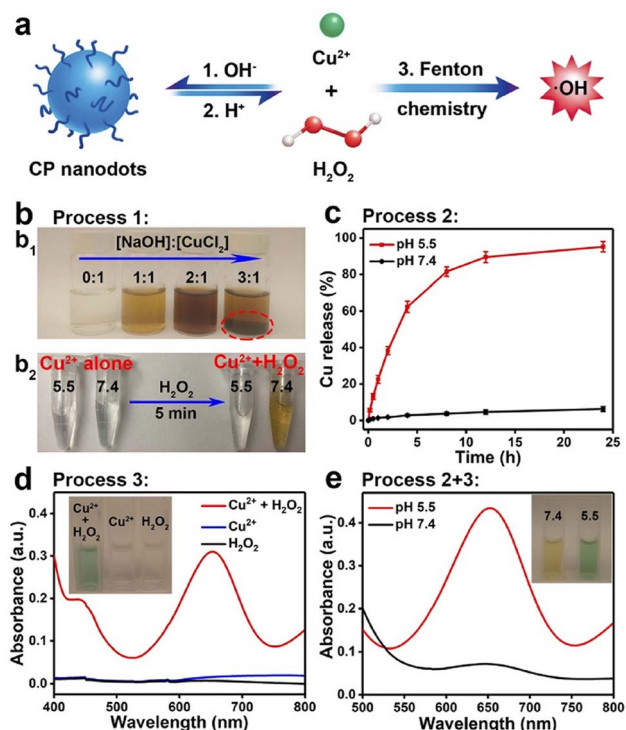 a
1. OH⁻
2. H⁺
CP nanodots
Cu²⁺
+
H₂O₂
3. Fenton
chemistry
·OH
b Process 1:
b₁
[NaOH]:[CuCl₂]
0:1 1:1 2:1 3:1
b₂
Cu²⁺ alone
5.5 7.4
H₂O₂
5 min
Cu²⁺+H₂O₂
5.5 7.4
c Process 2:
pH 5.5
pH 7.4
Cu release (%)
100
80
60
40
20
0
0 5 10 15 20 25
Time (h)
d Process 3:
Cu²⁺
+
H₂O₂
Cu²⁺
H₂O₂
Cu²⁺ + H₂O₂
Cu²⁺
H₂O₂
Absorbance (a.u.)
0.4
0.3
0.2
0.1
0.0
400 500 600 700 800
Wavelength (nm)
e Process 2+3:
pH 5.5
pH 7.4
7.4 5.5
Absorbance (a.u.)
0.4
0.3
0.2
0.1
0.0
500 550 600 650 700 750 800
Wavelength (nm)